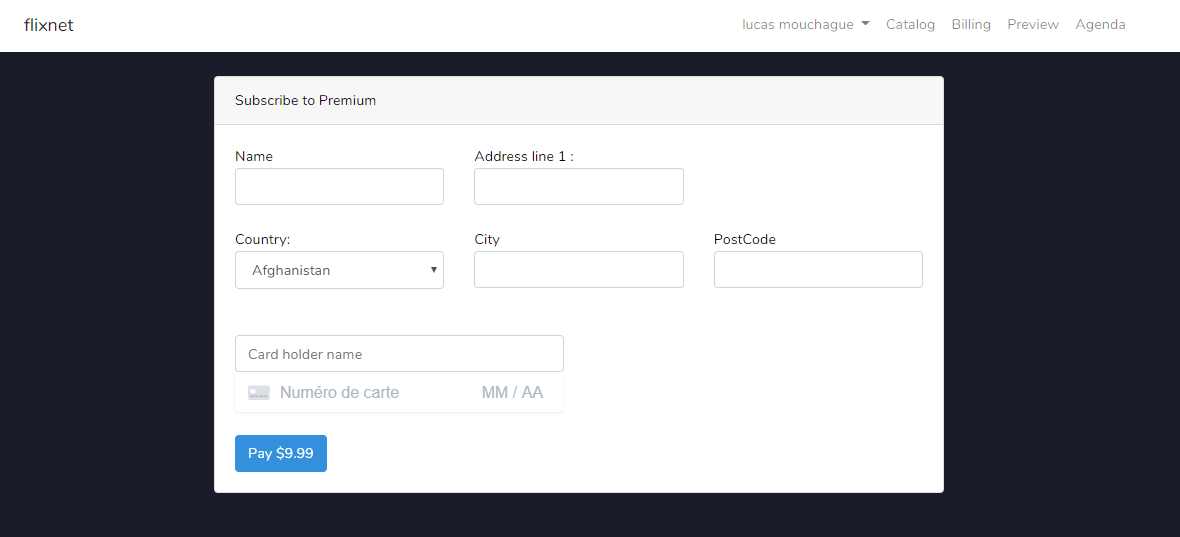 flixnet
lucas mouchague Catalog Billing Preview Agenda
Subscribe to Premium
Name Address line 1 :
Country: City PostCode
Afghanistan
Card holder name
Numéro de carte MM / AA
Pay $9.99